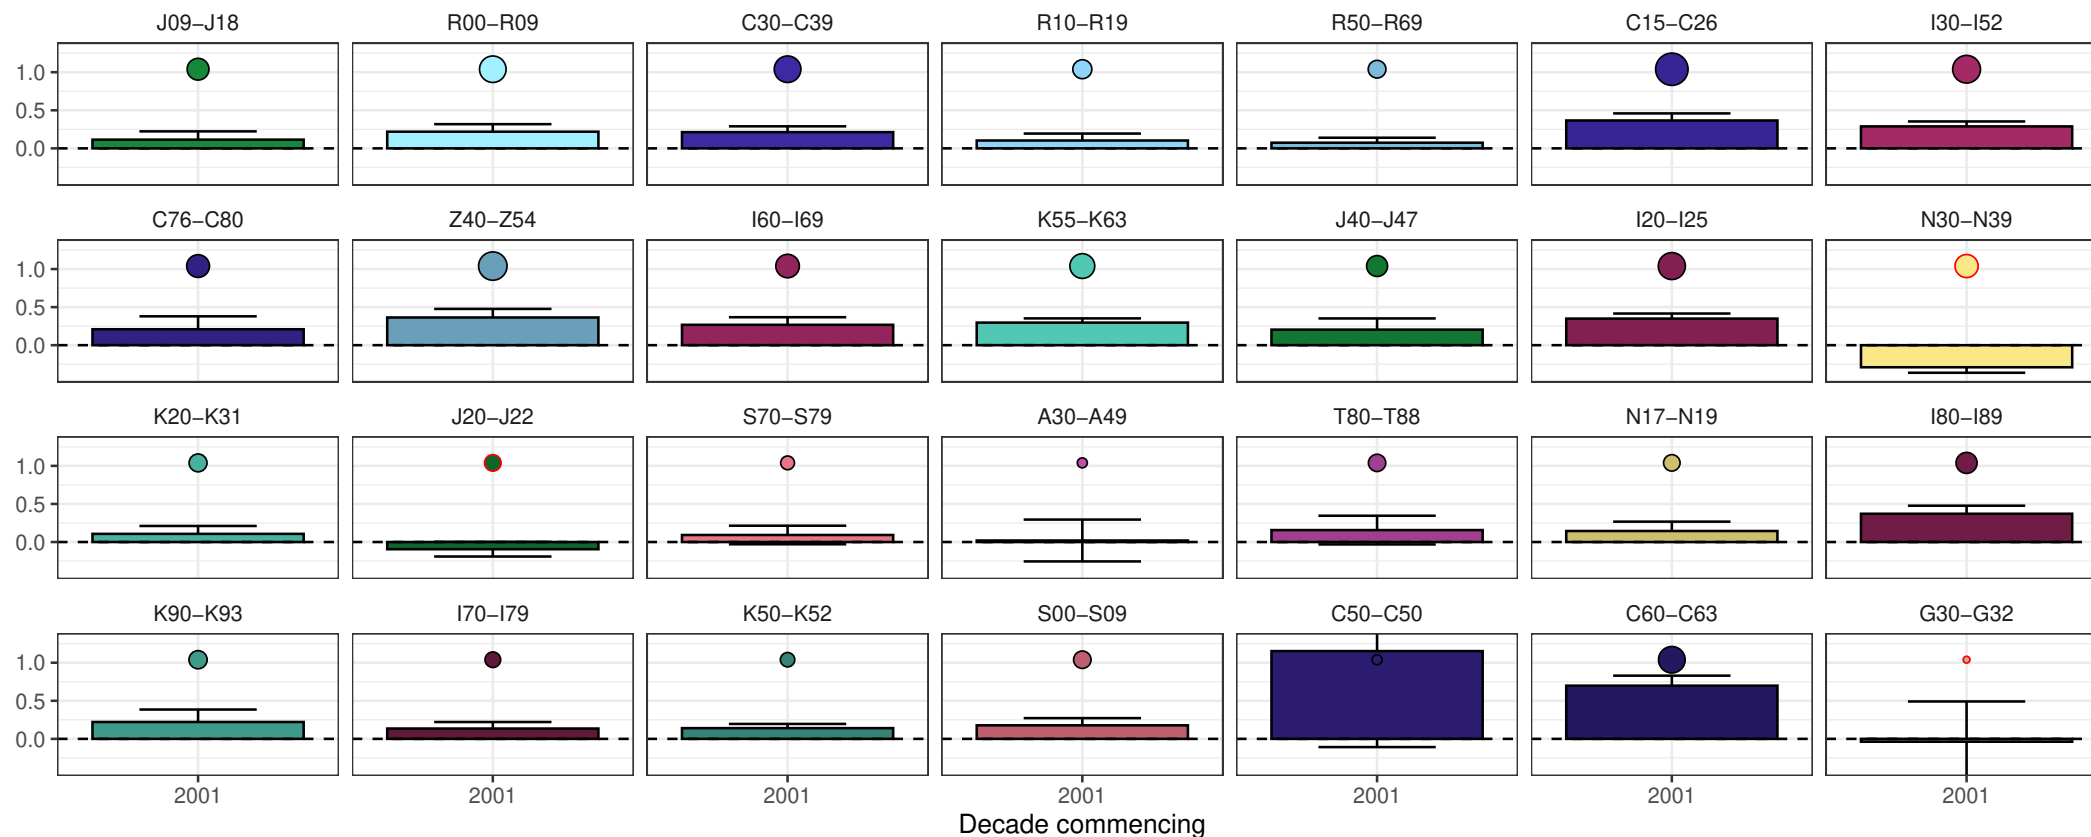 J09–J18 R00–R09 C30–C39 R10–R19 R50–R69 C15–C26 I30–I52
1.0
0.5
0.0
C76–C80 Z40–Z54 I60–I69 K55–K63 J40–J47 I20–I25 N30–N39
1.0
0.5
0.0
K20–K31 J20–J22 S70–S79 A30–A49 T80–T88 N17–N19 I80–I89
1.0
0.5
0.0
K90–K93 I70–I79 K50–K52 S00–S09 C50–C50 C60–C63 G30–G32
1.0
0.5
0.0
2001 2001 2001 2001 2001 2001 2001
Decade commencing